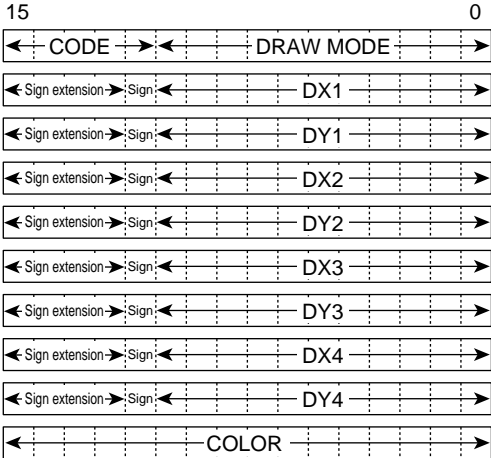 15 0
CODE DRAW MODE
Sign extension Sign DX1
Sign extension Sign DY1
Sign extension Sign DX2
Sign extension Sign DY2
Sign extension Sign DX3
Sign extension Sign DY3
Sign extension Sign DX4
Sign extension Sign DY4
COLOR